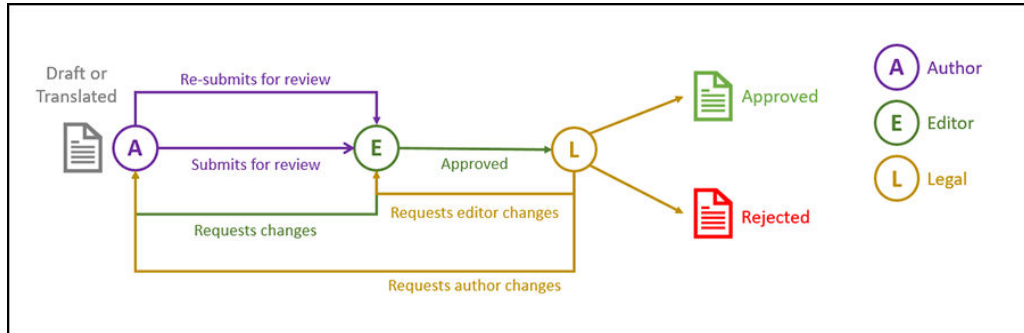 Draft or
Translated
Re-submits for review
A
Submits for review
E
Approved
L
Requests changes
Requests editor changes
Requests author changes
Approved
Rejected
A Author
E Editor
L Legal